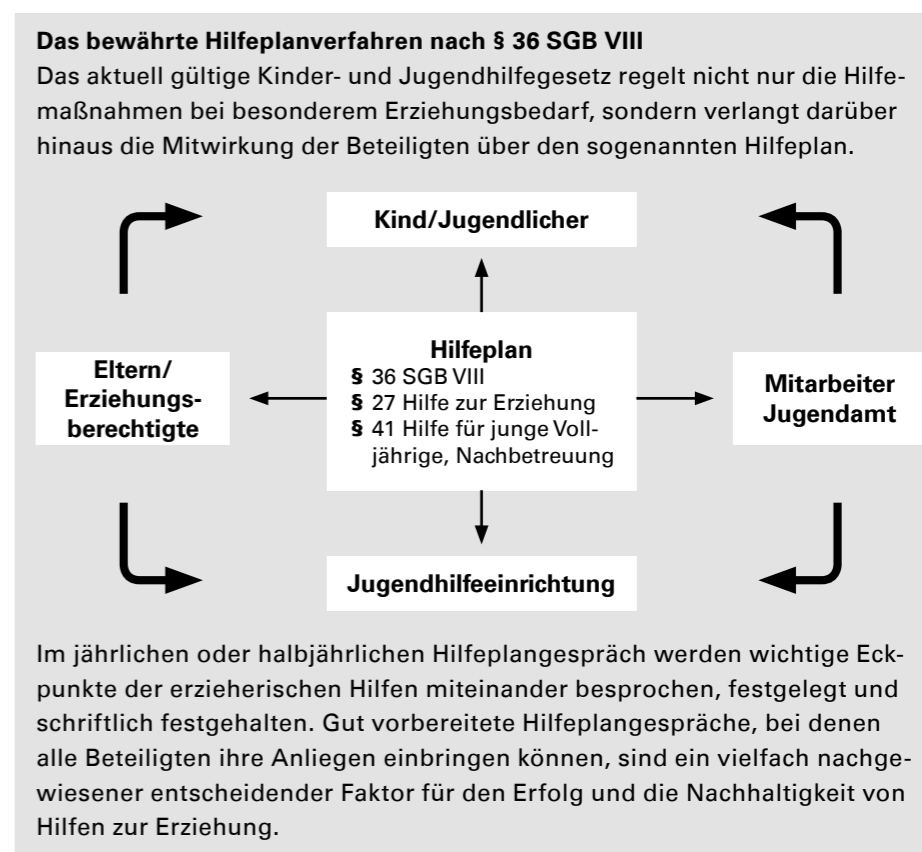 Das bewährte Hilfeplanverfahren nach § 36 SGB VIII
Das aktuell gültige Kinder- und Jugendhilfegesetz regelt nicht nur die Hilfe-
maßnahmen bei besonderem Erziehungsbedarf, sondern verlangt darüber
hinaus die Mitwirkung der Beteiligten über den sogenannten Hilfeplan.
Kind/Jugendlicher
Eltern/
Erziehungs-
berechtigte
Hilfeplan
§ 36 SGB VIII
§ 27 Hilfe zur Erziehung
§ 41 Hilfe für junge Voll-
jährige, Nachbetreuung
Mitarbeiter
Jugendamt
Jugendhilfeeinrichtung
Im jährlichen oder halbjährlichen Hilfeplangespräch werden wichtige Eck-
punkte der erzieherischen Hilfen miteinander besprochen, festgelegt und
schriftlich festgehalten. Gut vorbereitete Hilfeplangespräche, bei denen
alle Beteiligten ihre Anliegen einbringen können, sind ein vielfach nachge-
wiesener entscheidender Faktor für den Erfolg und die Nachhaltigkeit von
Hilfen zur Erziehung.